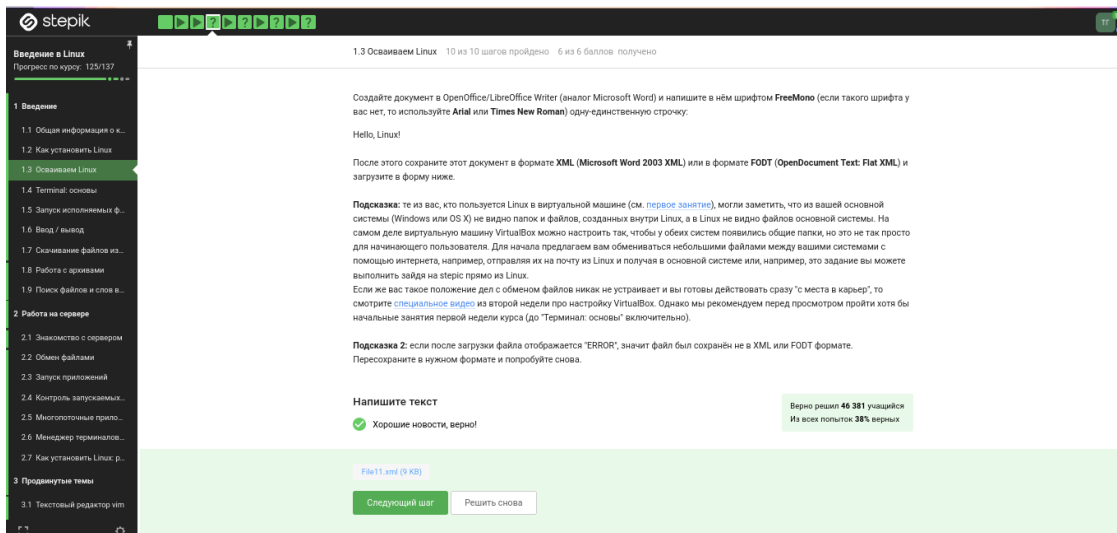 stepik
ТГ
Введение в Linux
Прогресс по курсу: 125/137
1 Введение
1.1 Общая информация о к...
1.2 Как установить Linux
1.3 Осваиваем Linux
1.4 Terminal: основы
1.5 Запуск исполняемых ф...
1.6 Ввод / вывод
1.7 Скачивание файлов из...
1.8 Работа с архивами
1.9 Поиск файлов и слов в...
2 Работа на сервере
2.1 Знакомство с сервером
2.2 Обмен файлами
2.3 Запуск приложений
2.4 Контроль запускаемых...
2.5 Многопоточные прило...
2.6 Менеджер терминалов...
2.7 Как установить Linux: р...
3 Продвинутые темы
3.1 Текстовый редактор vim
1.3 Осваиваем Linux 10 из 10 шагов пройдено 6 из 6 баллов получено
Создайте документ в OpenOffice/LibreOffice Writer (аналог Microsoft Word) и напишите в нём шрифтом FreeMono (если такого шрифта у
вас нет, то используйте Arial или Times New Roman) одну-единственную строчку:
Hello, Linux!
После этого сохраните этот документ в формате XML (Microsoft Word 2003 XML) или в формате FODT (OpenDocument Text: Flat XML) и
загрузите в форму ниже.
Подсказка: те из вас, кто пользуется Linux в виртуальной машине (см. первое занятие), могли заметить, что из вашей основной
системы (Windows или OS X) не видно папок и файлов, созданных внутри Linux, а в Linux не видно файлов основной системы. На
самом деле виртуальную машину VirtualBox можно настроить так, чтобы у обеих систем появились общие папки, но это не так просто
для начинающего пользователя. Для начала предлагаем вам обмениваться небольшими файлами между вашими системами с
помощью интернета, например, отправляя их на почту из Linux и получая в основной системе или, например, это задание вы можете
выполнить зайдя на stepic прямо из Linux.
Если же вас такое положение дел с обменом файлов никак не устраивает и вы готовы действовать сразу "с места в карьер", то
смотрите специальное видео из второй недели про настройку VirtualBox. Однако мы рекомендуем перед просмотром пройти хотя бы
начальные занятия первой недели курса (до "Терминал: основы" включительно).
Подсказка 2: если после загрузки файла отображается "ERROR", значит файл был сохранён не в XML или FODT формате.
Пересохраните в нужном формате и попробуйте снова.
Напишите текст
Хорошие новости, верно!
Верно решил 46 381 учащийся
Из всех попыток 38% верных
File11.xml (9 KB)
Следующий шаг
Решить снова